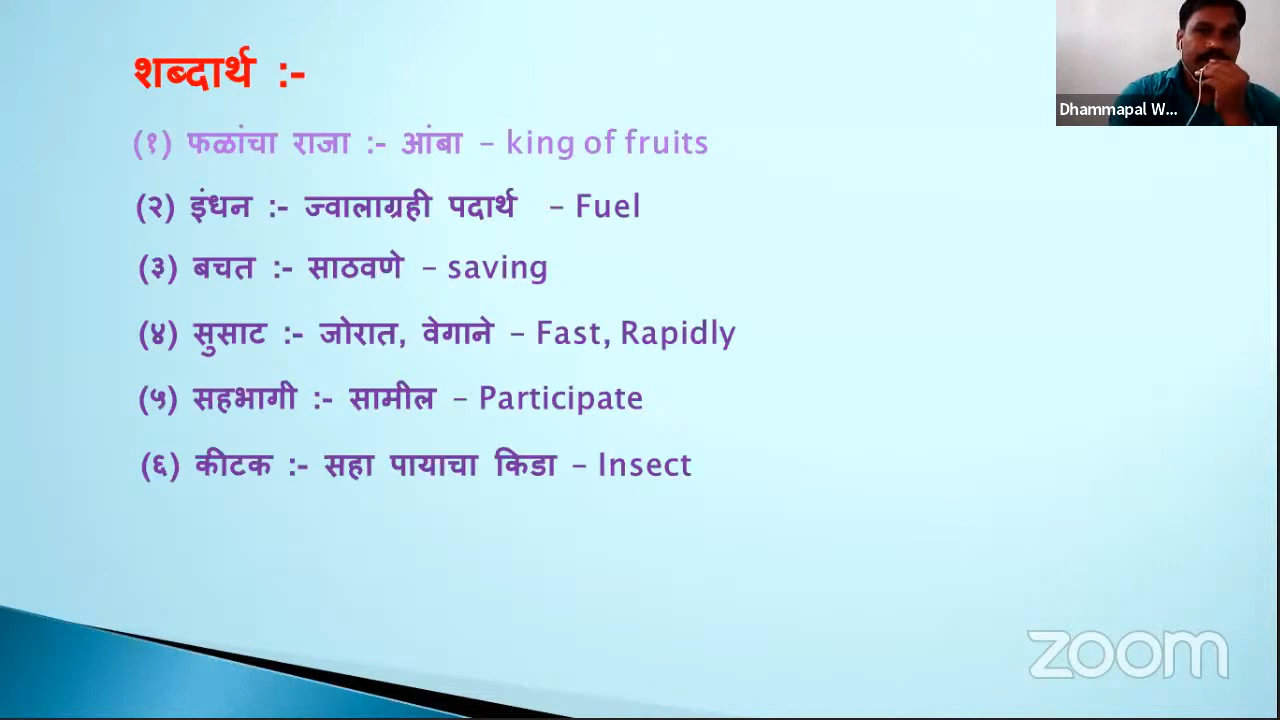 शब्दार्थ :-
Dhammapal W...
(१) फळांचा राजा :- आंबा – king of fruits
(२) इंधन :- ज्वालाग्रही पदार्थ – Fuel
(३) बचत :- साठवणे – saving
(४) सुसाट :- जोरात, वेगाने – Fast, Rapidly
(५) सहभागी :- सामील – Participate
(६) कीटक :- सहा पायाचा किडा – Insect
zoom